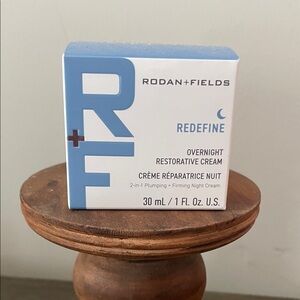 R+F
RODAN+FIELDS
REDEFINE
OVERNIGHT
RESTORATIVE CREAM
CRÈME RÉPARATRICE NUIT
2-in-1 Plumping + Firming Night Cream
30 mL / 1 FL. Oz. U.S.